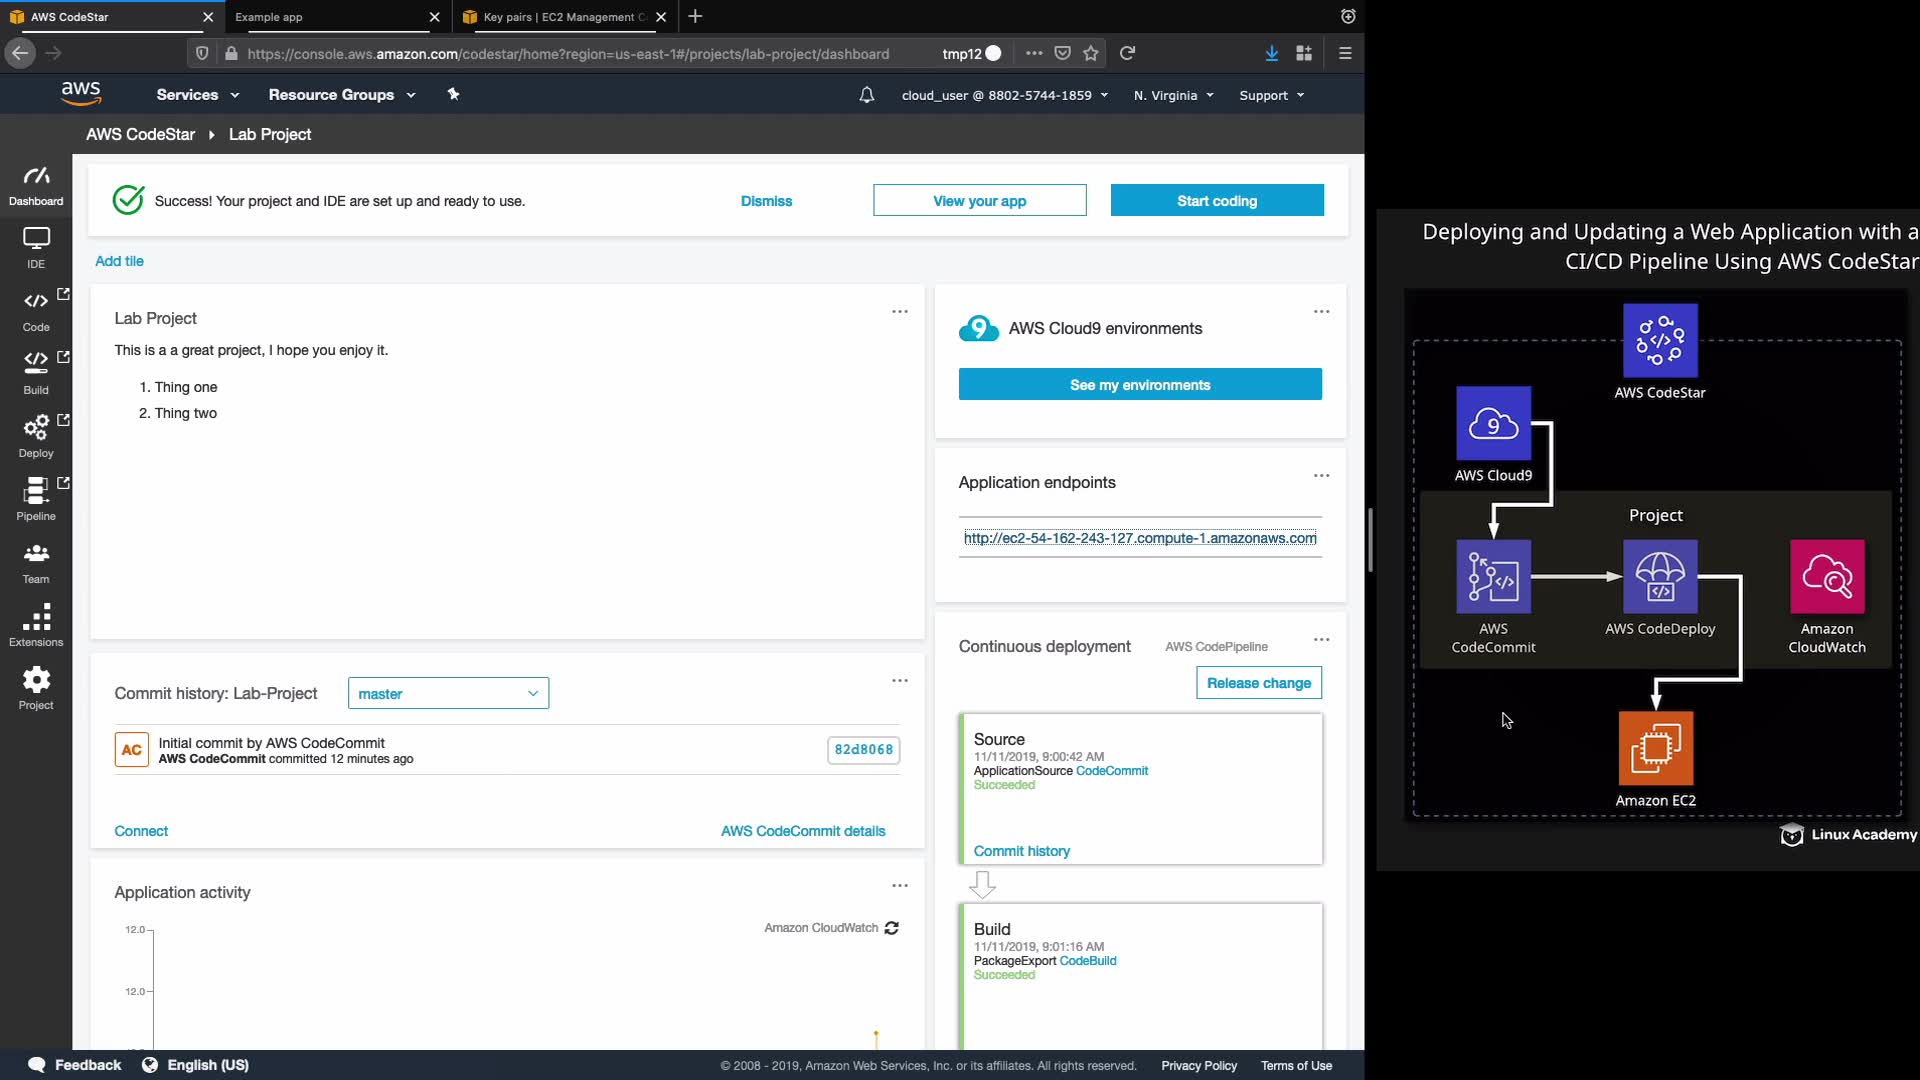 AWS CodeStar
Example app
Key pairs | EC2 Management C
https://console.aws.amazon.com/codestar/home?region=us-east-1#/projects/lab-project/dashboard
tmp12
aws
Services
Resource Groups
cloud_user @ 8802-5744-1859
N. Virginia
Support
AWS CodeStar
Lab Project
Dashboard
IDE
Code
Build
Deploy
Pipeline
Team
Extensions
Project
Success! Your project and IDE are set up and ready to use.
Dismiss
View your app
Start coding
Add tile
Lab Project
This is a a great project, I hope you enjoy it.
1. Thing one
2. Thing two
9
AWS Cloud9 environments
See my environments
Application endpoints
http://ec2-54-162-243-127.compute-1.amazonaws.com
Commit history: Lab-Project
master
AC
Initial commit by AWS CodeCommit
AWS CodeCommit committed 12 minutes ago
82d8068
Connect
AWS CodeCommit details
Continuous deployment
AWS CodePipeline
Release change
Source
11/11/2019, 9:00:42 AM
ApplicationSource CodeCommit
Succeeded
Commit history
Build
11/11/2019, 9:01:16 AM
PackageExport CodeBuild
Succeeded
Application activity
Amazon CloudWatch
12.0
12.0
Feedback
English (US)
© 2008 - 2019, Amazon Web Services, Inc. or its affiliates. All rights reserved.
Privacy Policy
Terms of Use
Deploying and Updating a Web Application with a
CI/CD Pipeline Using AWS CodeStar
AWS CodeStar
9
AWS Cloud9
Project
AWS
CodeCommit
AWS CodeDeploy
Amazon
CloudWatch
Amazon EC2
Linux Academy